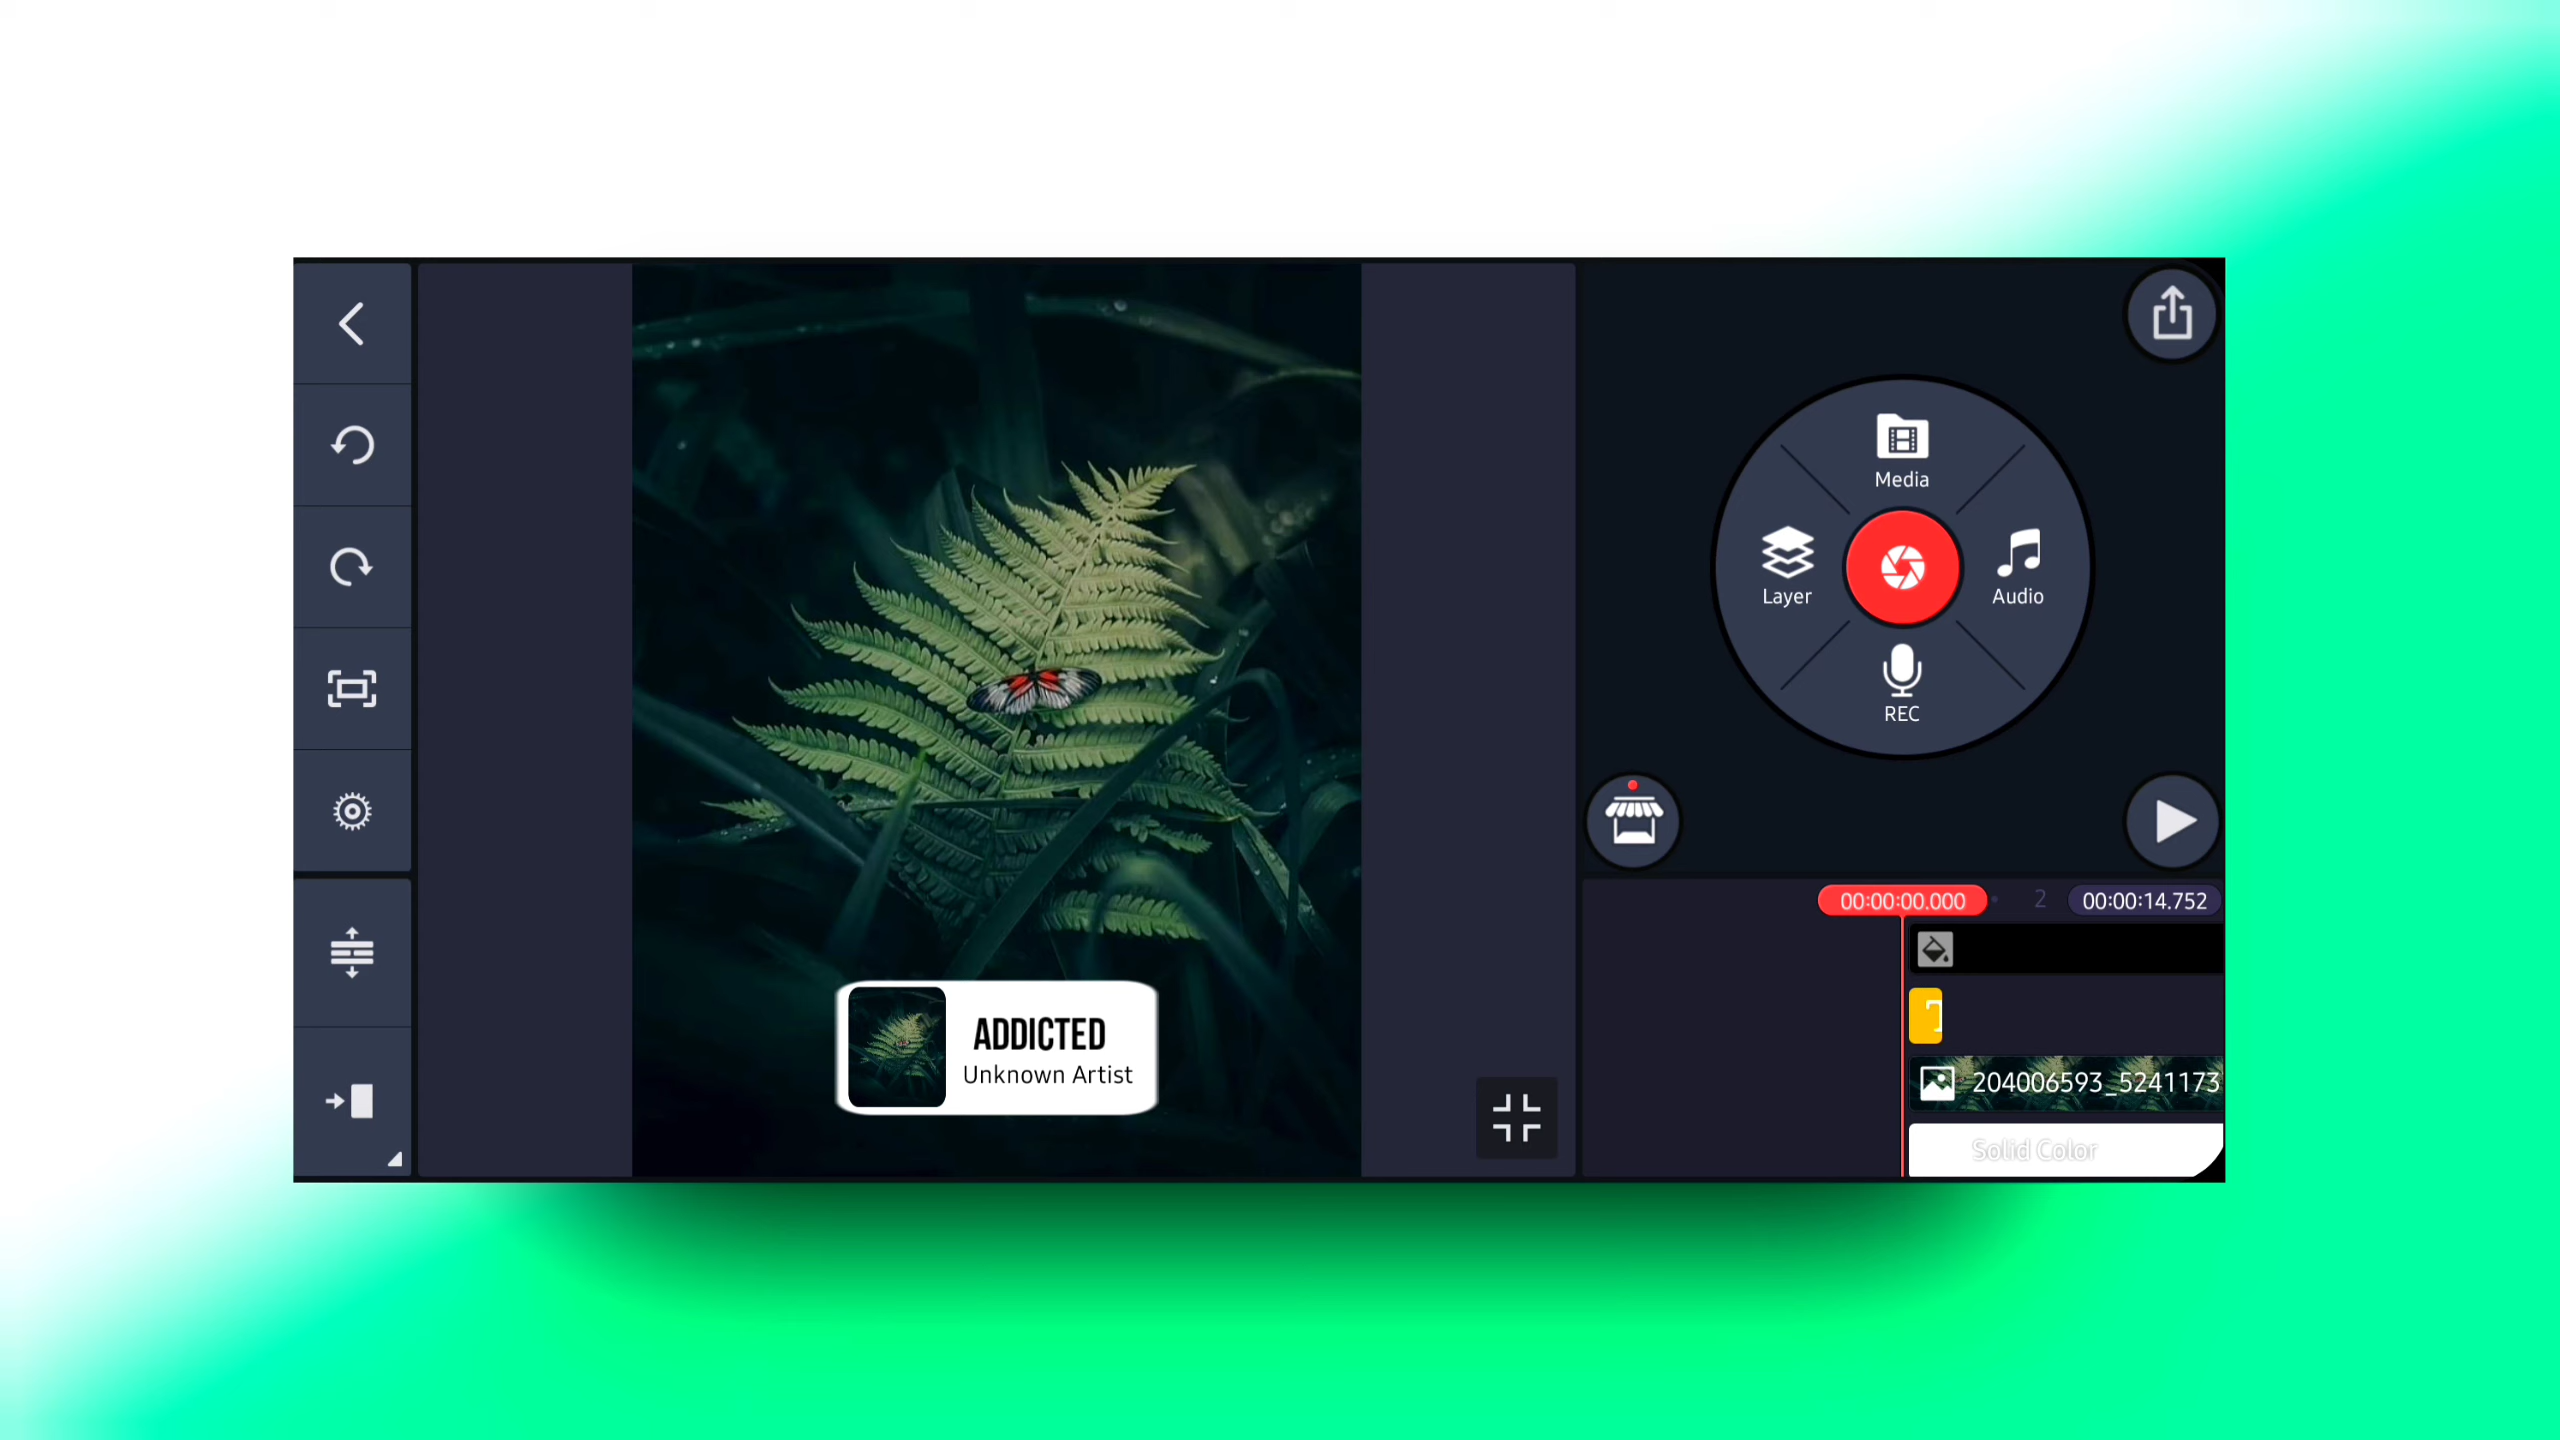 Media
Layer
Audio
REC
00:00:00.000
2
00:00:14.752
ADDICTED
Unknown Artist
204006593_5241173
Solid Color